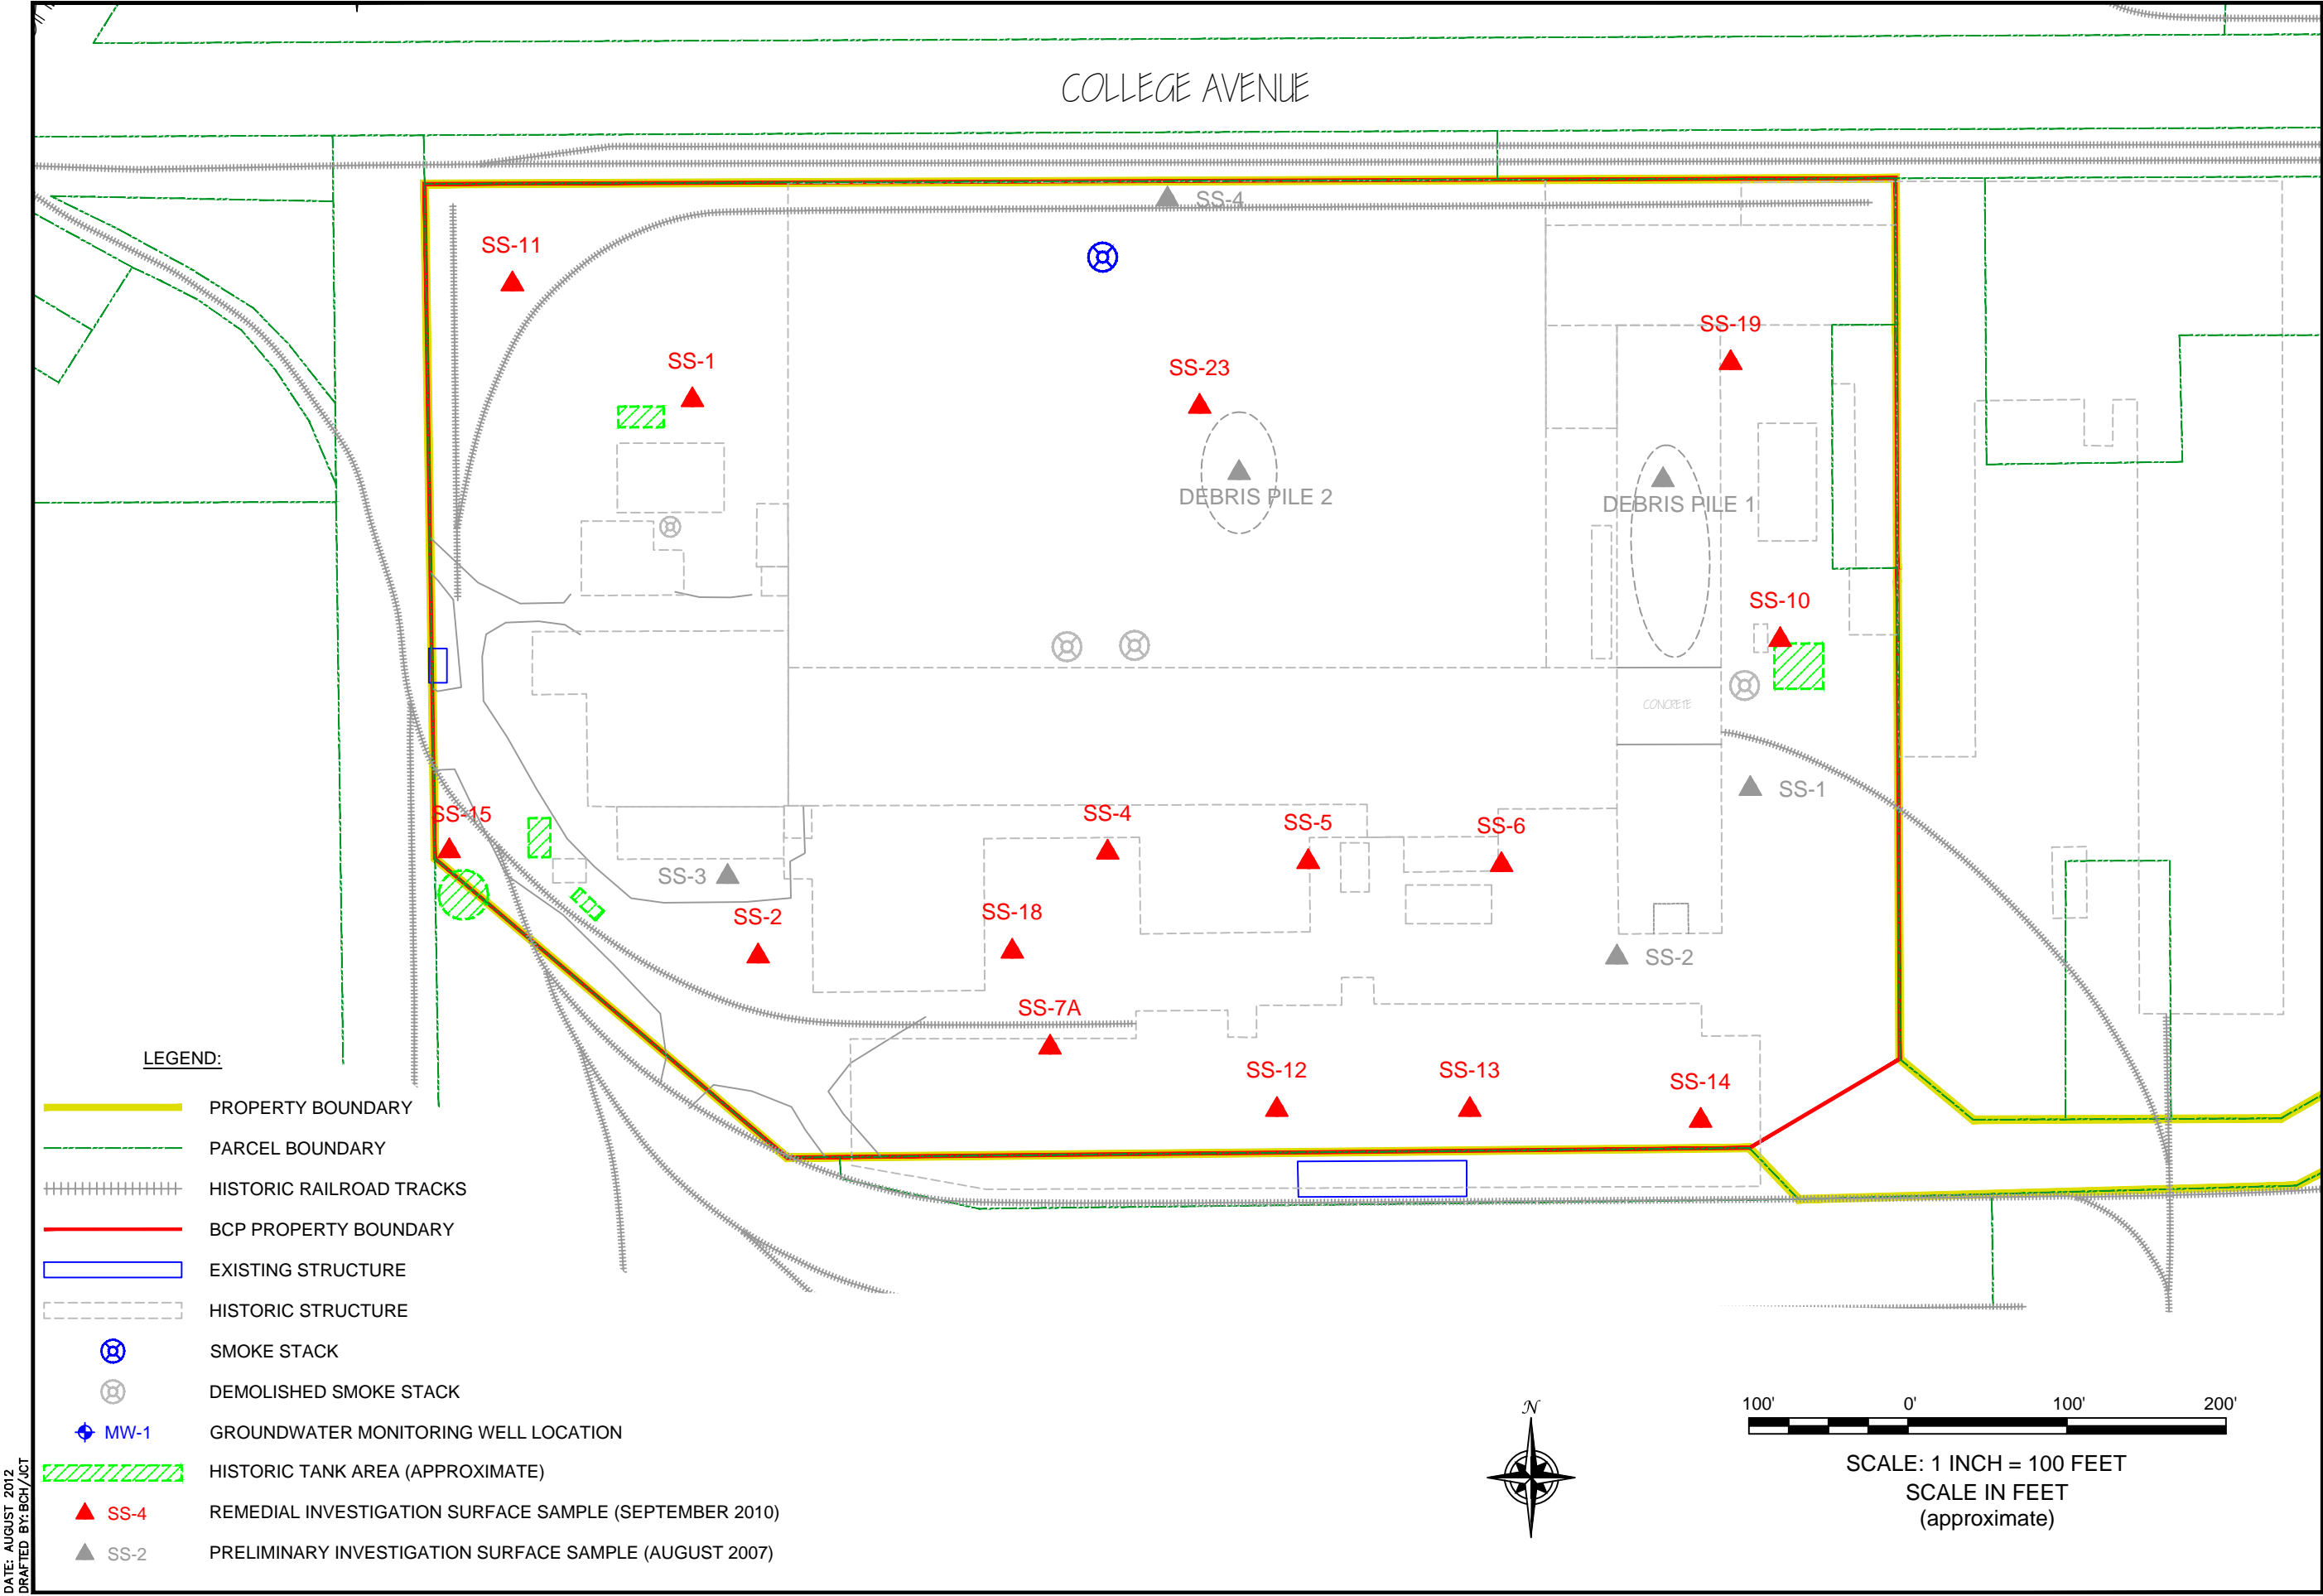 COLLEGE AVENUE
SS-4
SS-11
SS-19
SS-1
SS-23
DEBRIS PILE 2
DEBRIS PILE 1
SS-10
CONCRETE
SS-1
SS-15
SS-4
SS-5
SS-6
SS-3
SS-2
SS-18
SS-2
SS-7A
SS-12
SS-13
SS-14
LEGEND:
PROPERTY BOUNDARY
PARCEL BOUNDARY
HISTORIC RAILROAD TRACKS
BCP PROPERTY BOUNDARY
EXISTING STRUCTURE
HISTORIC STRUCTURE
SMOKE STACK
DEMOLISHED SMOKE STACK
MW-1 GROUNDWATER MONITORING WELL LOCATION
HISTORIC TANK AREA (APPROXIMATE)
SS-4 REMEDIAL INVESTIGATION SURFACE SAMPLE (SEPTEMBER 2010)
SS-2 PRELIMINARY INVESTIGATION SURFACE SAMPLE (AUGUST 2007)
N
100' 0' 100' 200'
SCALE: 1 INCH = 100 FEET
SCALE IN FEET
(approximate)
DATE: AUGUST 2012
DRAFTED BY: BCH/JCT